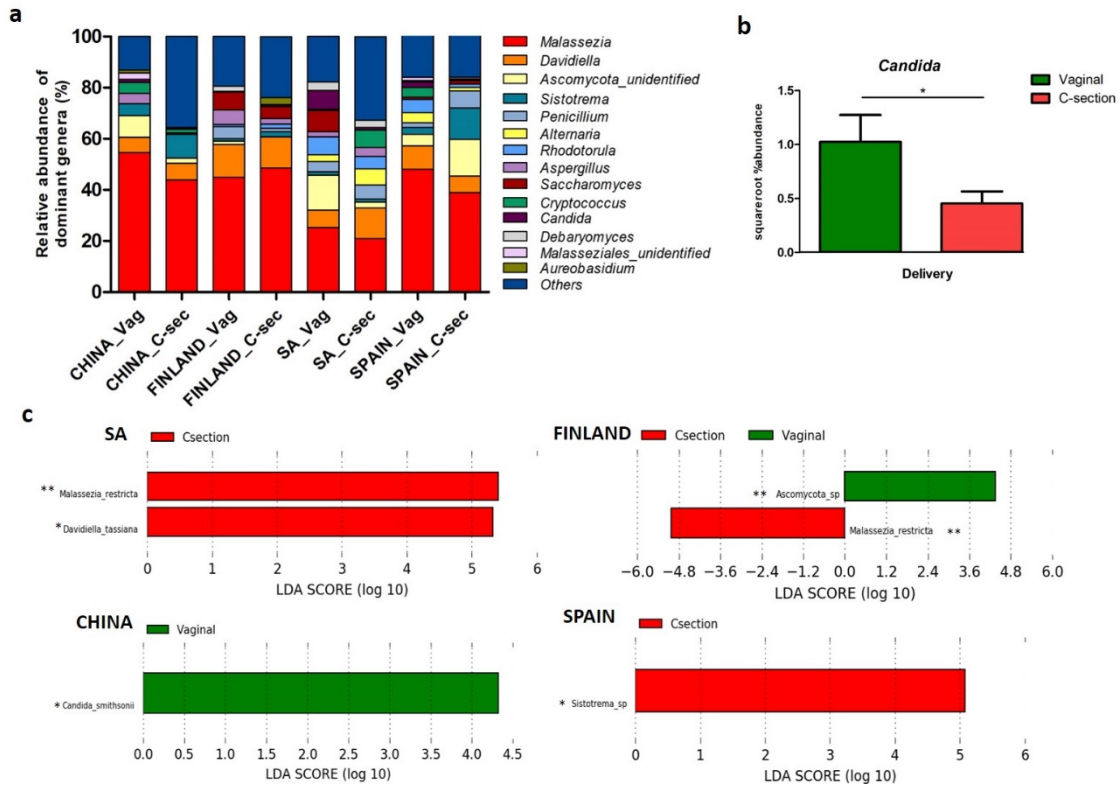 a
Relative abundance of
dominant genera (%)
100
80
60
40
20
0
CHINA_Vag
CHINA_C-sec
FINLAND_Vag
FINLAND_C-sec
SA_Vag
SA_C-sec
SPAIN_Vag
SPAIN_C-sec
Malassezia
Davidiella
Ascomycota_unidentified
Sistotrema
Penicillium
Alternaria
Rhodotorula
Aspergillus
Saccharomyces
Cryptococcus
Candida
Debaryomyces
Malasseziales_unidentified
Aureobasidium
Others
b
Candida
*
squareroot %abundance
1.5
1.0
0.5
0.0
Delivery
Vaginal
C-section
c
SA
Csection
** Malassezia_restricta
* Davidiella_tassiana
0 1 2 3 4 5 6
LDA SCORE (log 10)
FINLAND
Csection Vaginal
** Ascomycota_sp
Malassezia_restricta **
−6.0 −4.8 −3.6 −2.4 −1.2 0.0 1.2 2.4 3.6 4.8 6.0
LDA SCORE (log 10)
CHINA
Vaginal
* Candida_smithsonii
0.0 0.5 1.0 1.5 2.0 2.5 3.0 3.5 4.0 4.5
LDA SCORE (log 10)
SPAIN
Csection
* Sistotrema_sp
0 1 2 3 4 5 6
LDA SCORE (log 10)